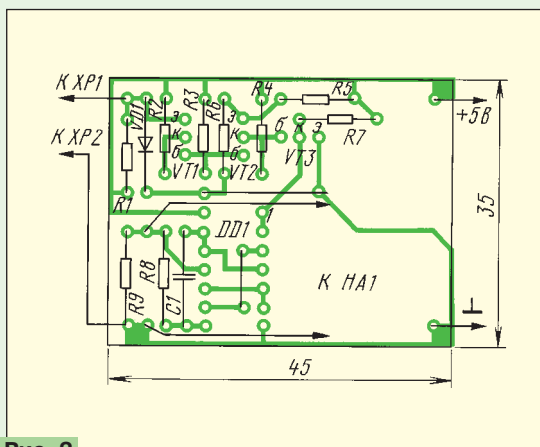 К ХР1
К ХР2
VD1
R2
R3
R6
R4
R5
R7
R1
э
к
б
э
к
б
б
к
э
VT1
VT2
VT3
+5В
DD1
1
R9
R8
C1
К НА1
⊥
35
45
Рис. 2